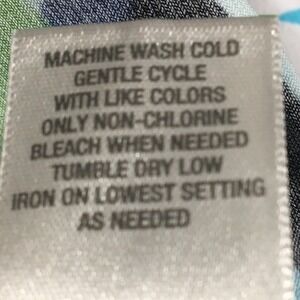 MACHINE WASH COLD
GENTLE CYCLE
WITH LIKE COLORS
ONLY NON-CHLORINE
BLEACH WHEN NEEDED
TUMBLE DRY LOW
IRON ON LOWEST SETTING
AS NEEDED